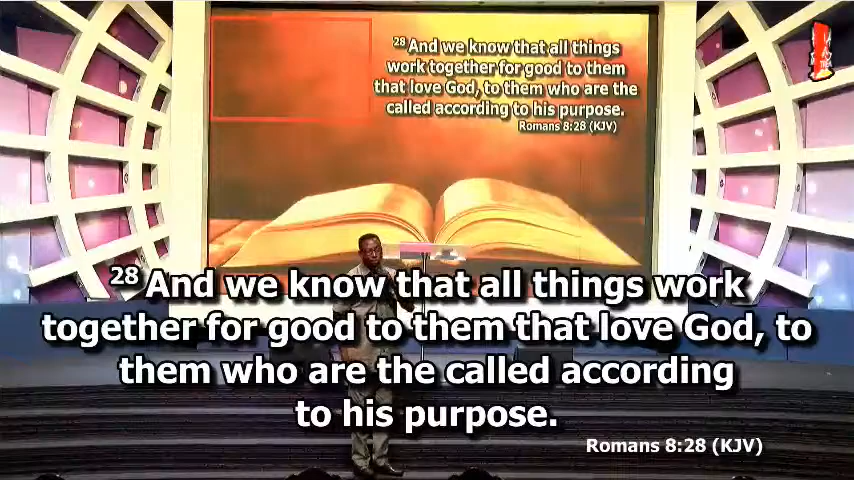 28 And we know that all things
work together for good to them
that love God, to them who are the
called according to his purpose.
Romans 8:28 (KJV)
28 And we know that all things work
together for good to them that love God, to
them who are the called according
to his purpose.
Romans 8:28 (KJV)